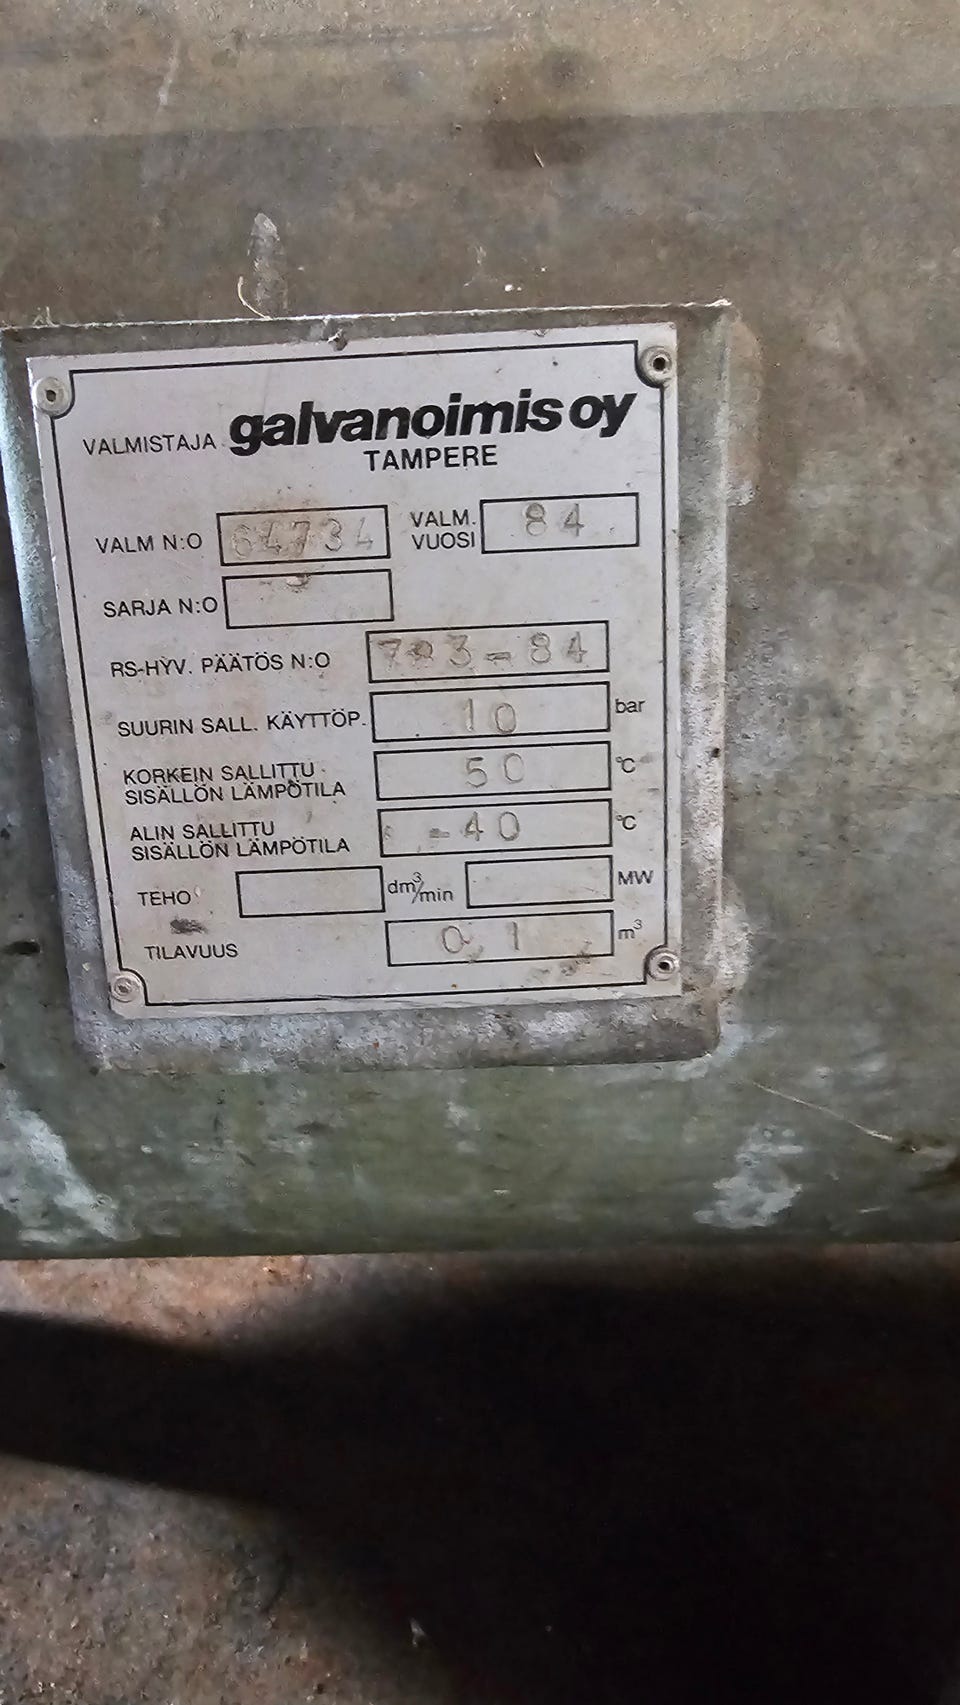 VALMISTAJA galvanoimis oy
TAMPERE
VALM N:O 64734 VALM. VUOSI 84
SARJA N:O
RS-HYV. PÄÄTÖS N:O
SUURIN SALL. KÄYTTÖP. 10 bar
KORKEIN SALLITTU
SISÄLLÖN LÄMPÖTILA 50 °C
ALIN SALLITTU
SISÄLLÖN LÄMPÖTILA -40 °C
TEHO dm³/min MW
TILAVUUS 0,1 m³